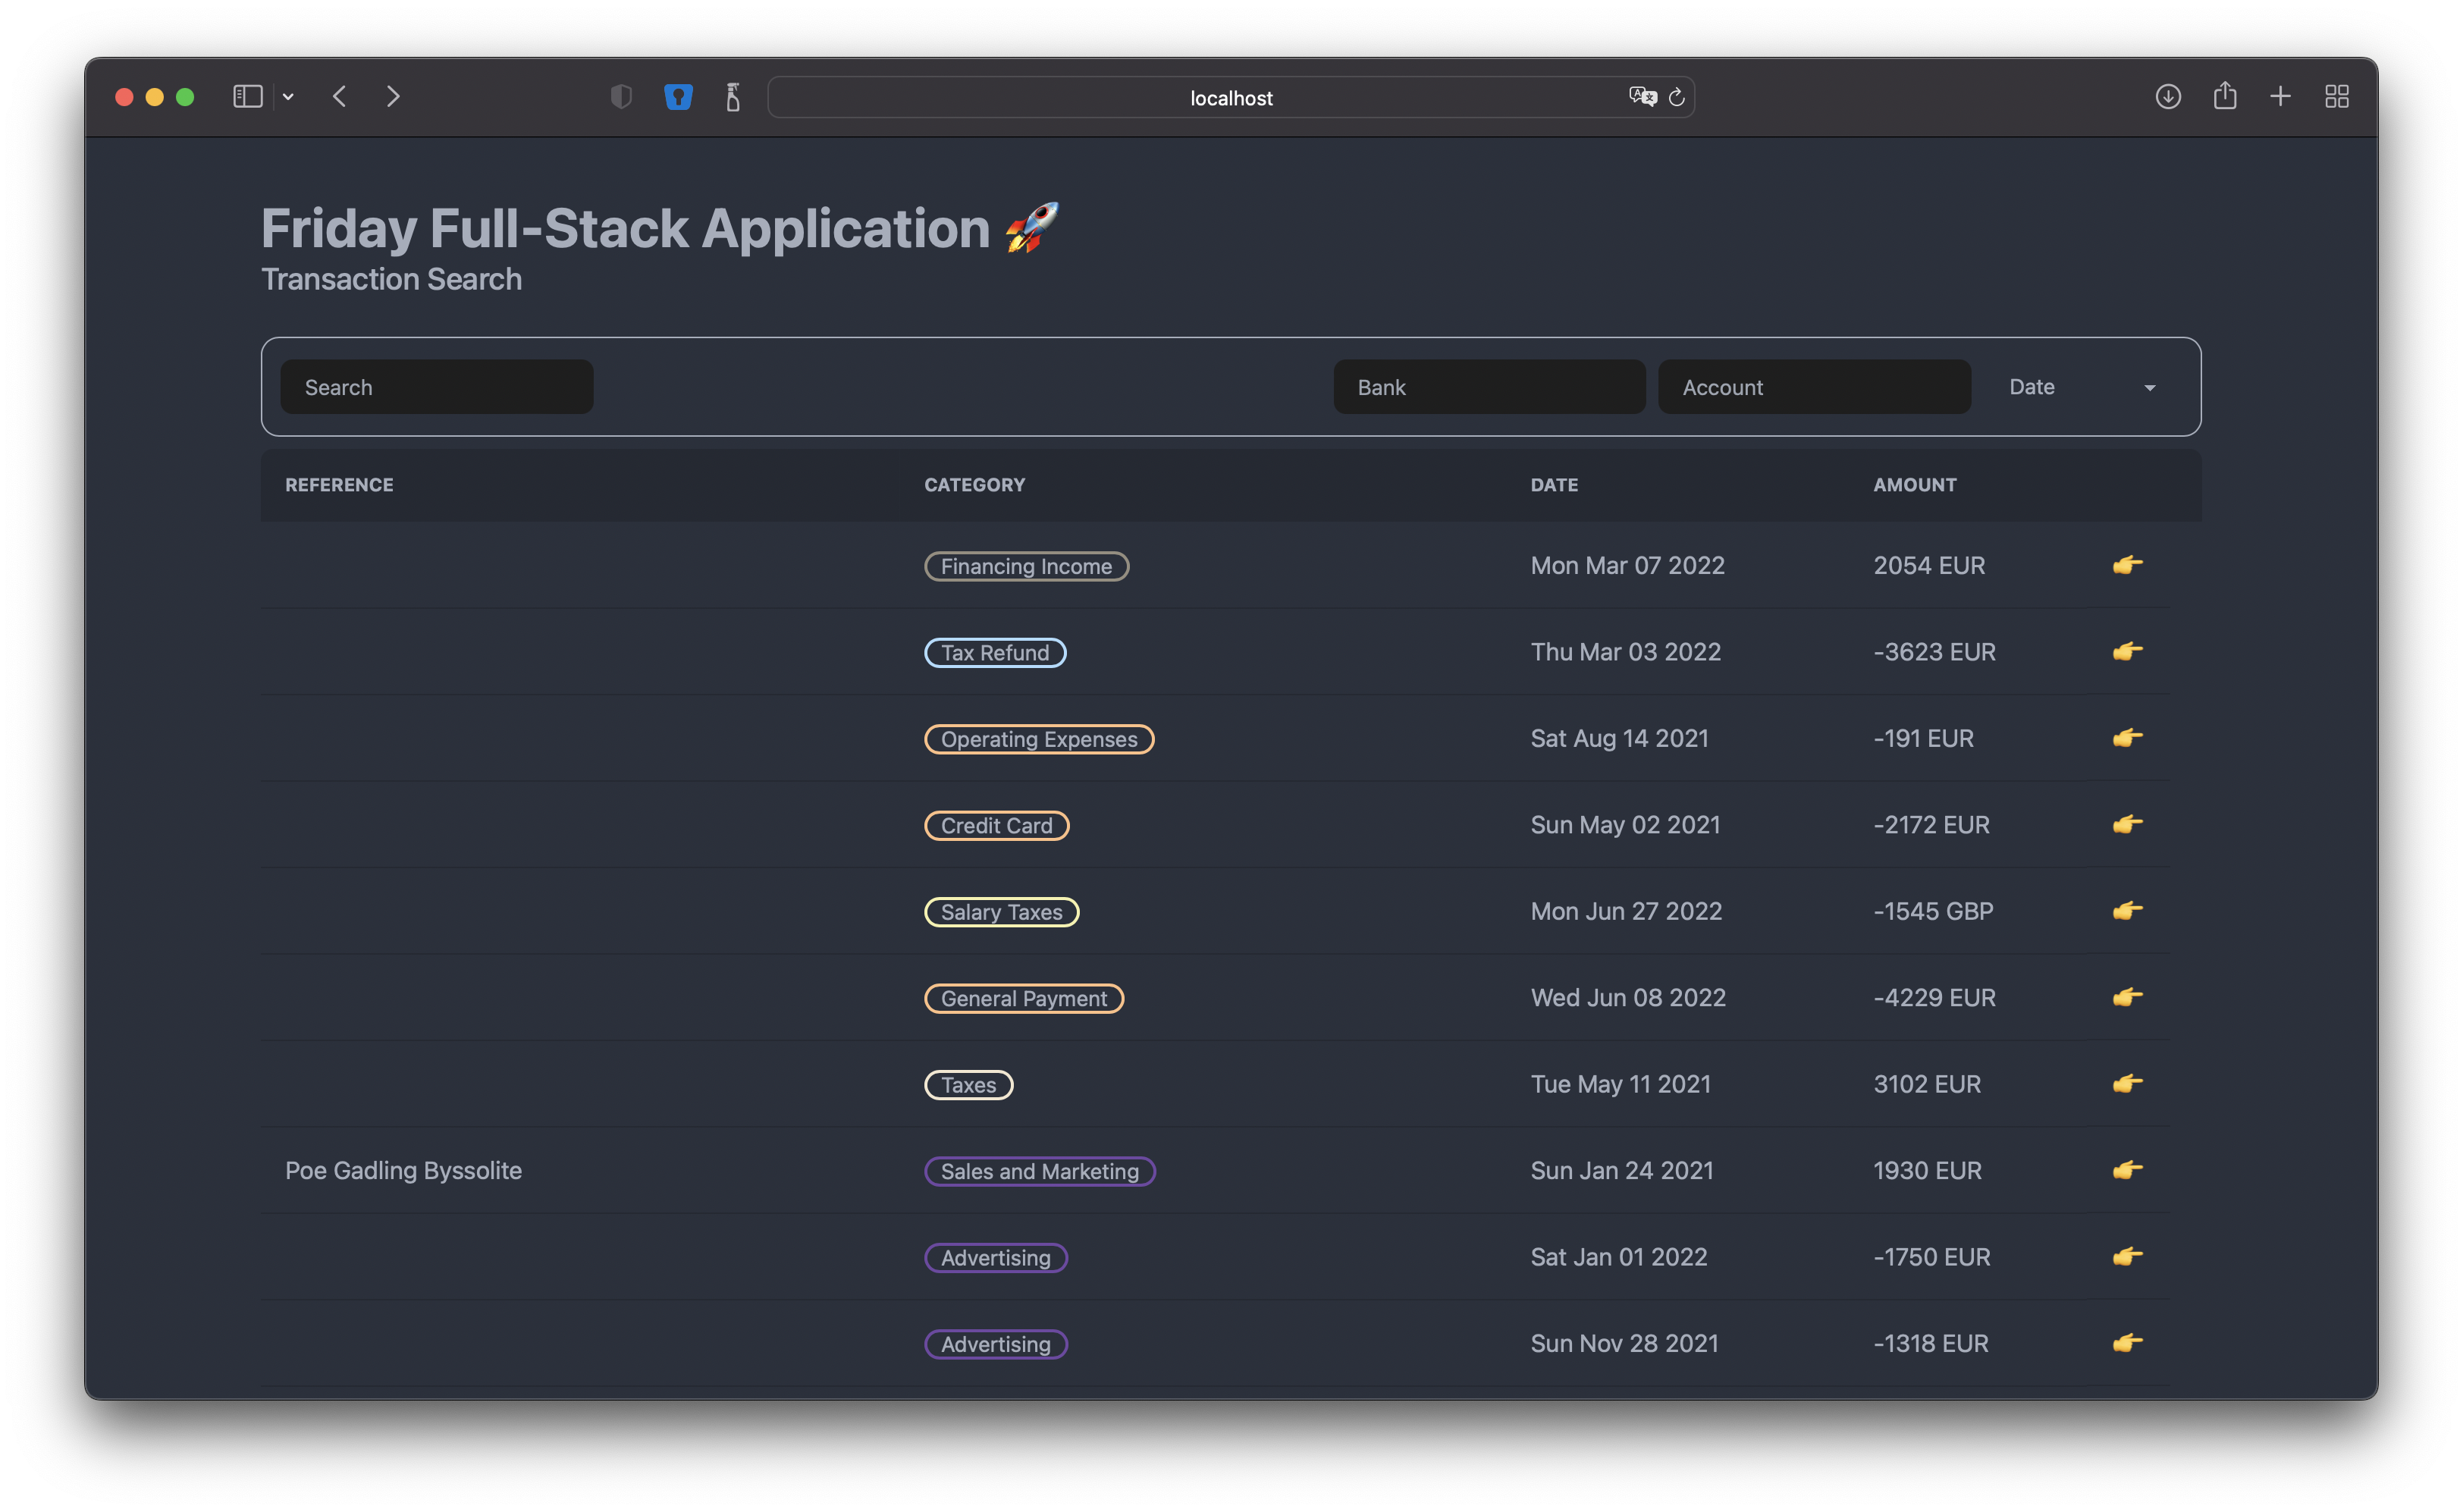 localhost
Friday Full-Stack Application 🚀
Transaction Search
Search Bank Account Date
REFERENCE CATEGORY DATE AMOUNT
Financing Income Mon Mar 07 2022 2054 EUR 👉
Tax Refund Thu Mar 03 2022 -3623 EUR 👉
Operating Expenses Sat Aug 14 2021 -191 EUR 👉
Credit Card Sun May 02 2021 -2172 EUR 👉
Salary Taxes Mon Jun 27 2022 -1545 GBP 👉
General Payment Wed Jun 08 2022 -4229 EUR 👉
Taxes Tue May 11 2021 3102 EUR 👉
Poe Gadling Byssolite Sales and Marketing Sun Jan 24 2021 1930 EUR 👉
Advertising Sat Jan 01 2022 -1750 EUR 👉
Advertising Sun Nov 28 2021 -1318 EUR 👉